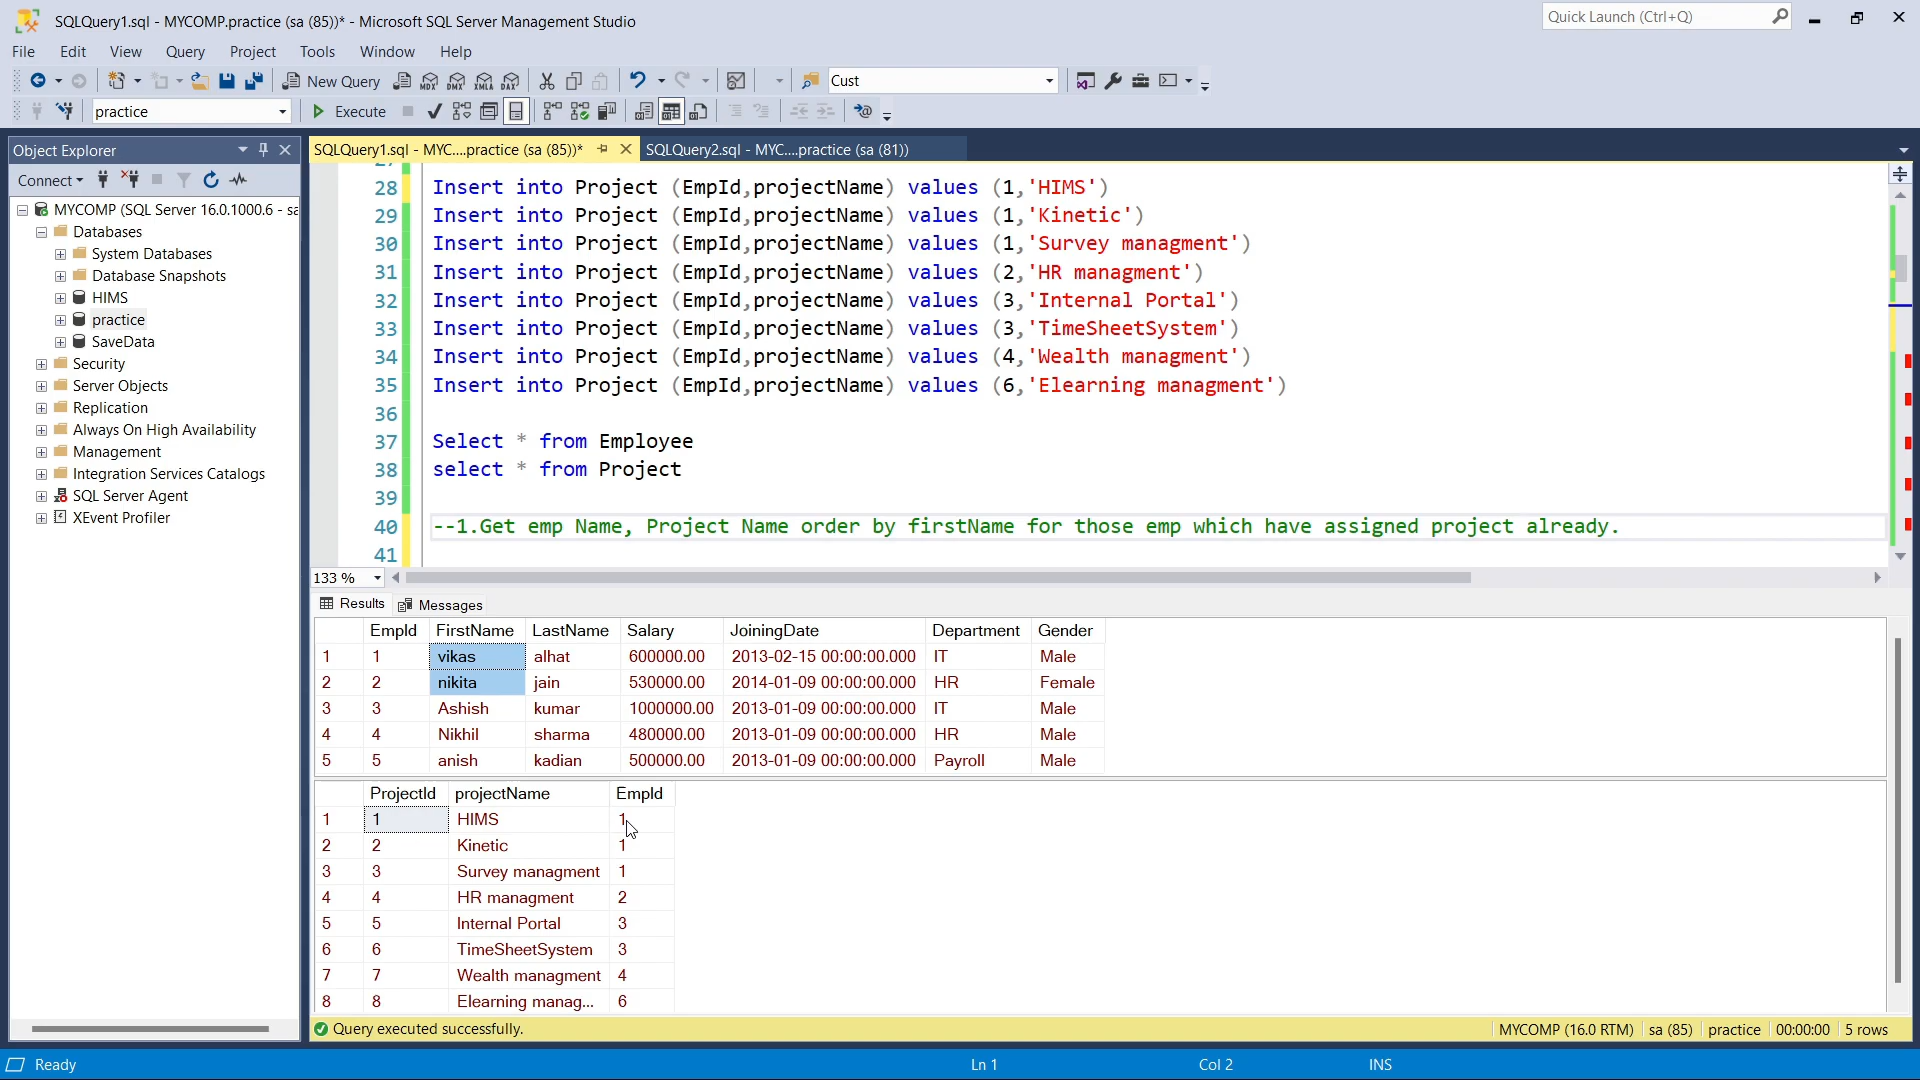 SQLQuery1.sql - MYCOMP.practice (sa (85))* - Microsoft SQL Server Management Studio
Quick Launch (Ctrl+Q)
File Edit View Query Project Tools Window Help
New Query MDX DMX XMLA DAX Cust
practice Execute
Object Explorer
SQLQuery1.sql - MYC....practice (sa (85))* SQLQuery2.sql - MYC....practice (sa (81))
Connect
MYCOMP (SQL Server 16.0.1000.6 - sa
Databases
System Databases
Database Snapshots
HIMS
practice
SaveData
Security
Server Objects
Replication
Always On High Availability
Management
Integration Services Catalogs
SQL Server Agent
XEvent Profiler
28 Insert into Project (EmpId,projectName) values (1,'HIMS')
29 Insert into Project (EmpId,projectName) values (1,'Kinetic')
30 Insert into Project (EmpId,projectName) values (1,'Survey managment')
31 Insert into Project (EmpId,projectName) values (2,'HR managment')
32 Insert into Project (EmpId,projectName) values (3,'Internal Portal')
33 Insert into Project (EmpId,projectName) values (3,'TimeSheetSystem')
34 Insert into Project (EmpId,projectName) values (4,'Wealth managment')
35 Insert into Project (EmpId,projectName) values (6,'Elearning managment')
36
37 Select * from Employee
38 select * from Project
39
40 --1.Get emp Name, Project Name order by firstName for those emp which have assigned project already.
41
133 %
Results Messages
EmpId FirstName LastName Salary JoiningDate Department Gender
1 1 vikas alhat 600000.00 2013-02-15 00:00:00.000 IT Male
2 2 nikita jain 530000.00 2014-01-09 00:00:00.000 HR Female
3 3 Ashish kumar 1000000.00 2013-01-09 00:00:00.000 IT Male
4 4 Nikhil sharma 480000.00 2013-01-09 00:00:00.000 HR Male
5 5 anish kadian 500000.00 2013-01-09 00:00:00.000 Payroll Male
ProjectId projectName EmpId
1 1 HIMS 1
2 2 Kinetic 1
3 3 Survey managment 1
4 4 HR managment 2
5 5 Internal Portal 3
6 6 TimeSheetSystem 3
7 7 Wealth managment 4
8 8 Elearning manag... 6
Query executed successfully. MYCOMP (16.0 RTM) sa (85) practice 00:00:00 5 rows
Ready Ln 1 Col 2 INS